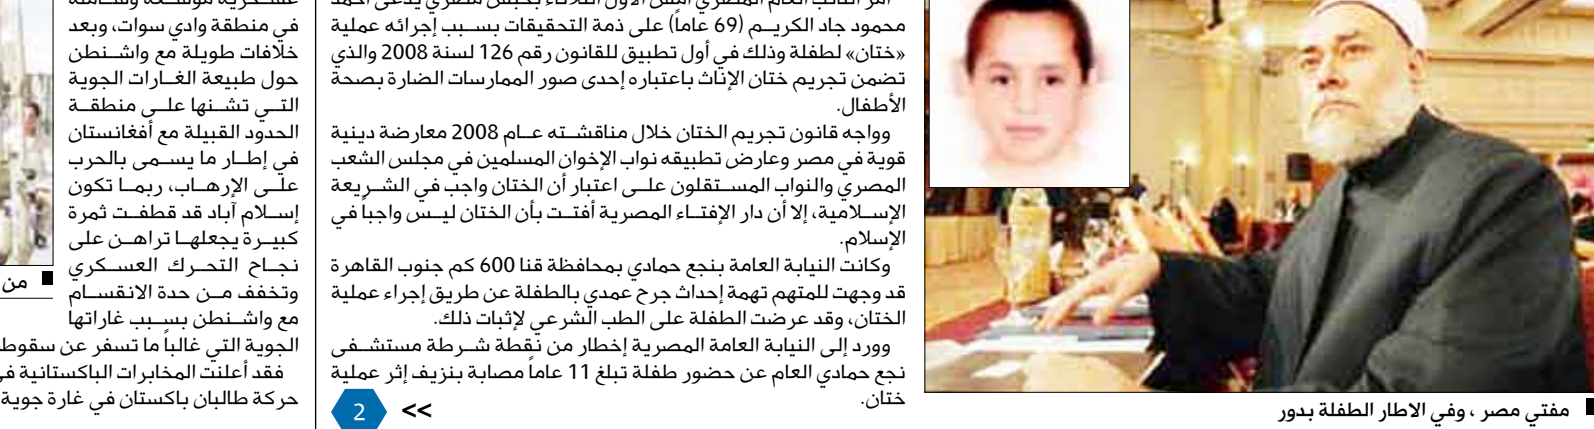 محمود جاد الكريم (69 عاماً) على ذمة التحقيقات بسبب إجرائه عملية
«ختان» لطفلة وذلك في أول تطبيق للقانون رقم 126 لسنة 2008 والذي
تضمن تجريم ختان الإناث باعتباره إحدى صور الممارسات الضارة بصحة
الأطفال.
وواجه قانون تجريم الختان خلال مناقشته عام 2008 معارضة دينية
قوية في مصر وعارض تطبيقه نواب الإخوان المسلمين في مجلس الشعب
المصري والنواب المستقلون على اعتبار أن الختان واجب في الشريعة
الإسلامية، إلا أن دار الإفتاء المصرية أفتت بأن الختان ليس واجباً في
الإسلام.
وكانت النيابة العامة بنجع حمادي بمحافظة قنا 600 كم جنوب القاهرة
قد وجهت للمتهم تهمة إحداث جرح عمدي بالطفلة عن طريق إجراء عملية
الختان، وقد عرضت الطفلة على الطب الشرعي لإثبات ذلك.
وورد إلى النيابة العامة المصرية إخطار من نقطة شرطة مستشفى
نجع حمادي العام عن حضور طفلة تبلغ 11 عاماً مصابة بنزيف إثر عملية
ختان.
>> 2
مفتي مصر ، وفي الاطار الطفلة بدور
في منطقة وادي سوات، وبعد
خلافات طويلة مع واشنطن
حول طبيعة الغارات الجوية
التي تشنها على منطقة
الحدود القبيلة مع أفغانستان
في إطار ما يسمى بالحرب
على الإرهاب، ربما تكون
إسلام آباد قد قطفت ثمرة
كبيرة يجعلها تراهن على
نجاح التحرك العسكري
وتخفف من حدة الانقسام
مع واشنطن بسبب غاراتها
الجوية التي غالباً ما تسفر عن سقوط
فقد أعلنت المخابرات الباكستانية في
حركة طالبان باكستان في غارة جوية
من